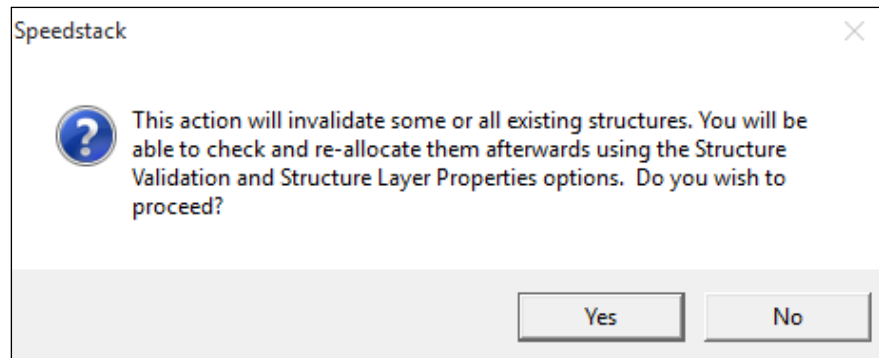 Speedstack
This action will invalidate some or all existing structures. You will be
able to check and re-allocate them afterwards using the Structure
Validation and Structure Layer Properties options.  Do you wish to
proceed?
Yes
No